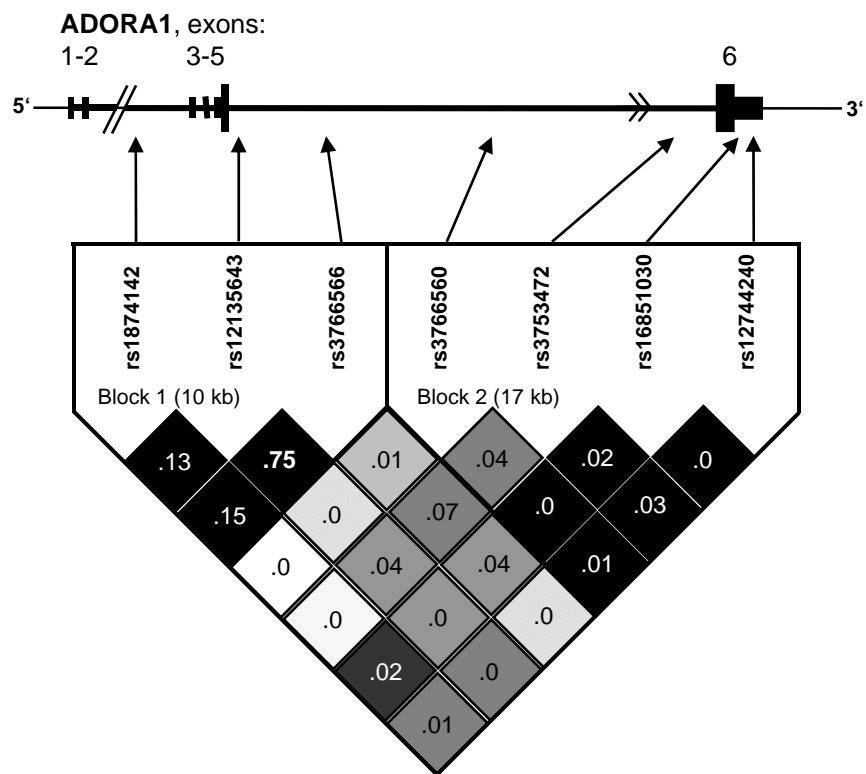 ADORA1, exons:
1-2 3-5 6
5‘ 3‘
rs1874142 rs12135643 rs3766566 rs3766560 rs3753472 rs16851030 rs12744240
Block 1 (10 kb) Block 2 (17 kb)
.13 .75 .01 .04 .02 .0
.15 .0 .07 .0 .03
.0 .04 .04 .01
.0 .0 .0
.02 .0
.01